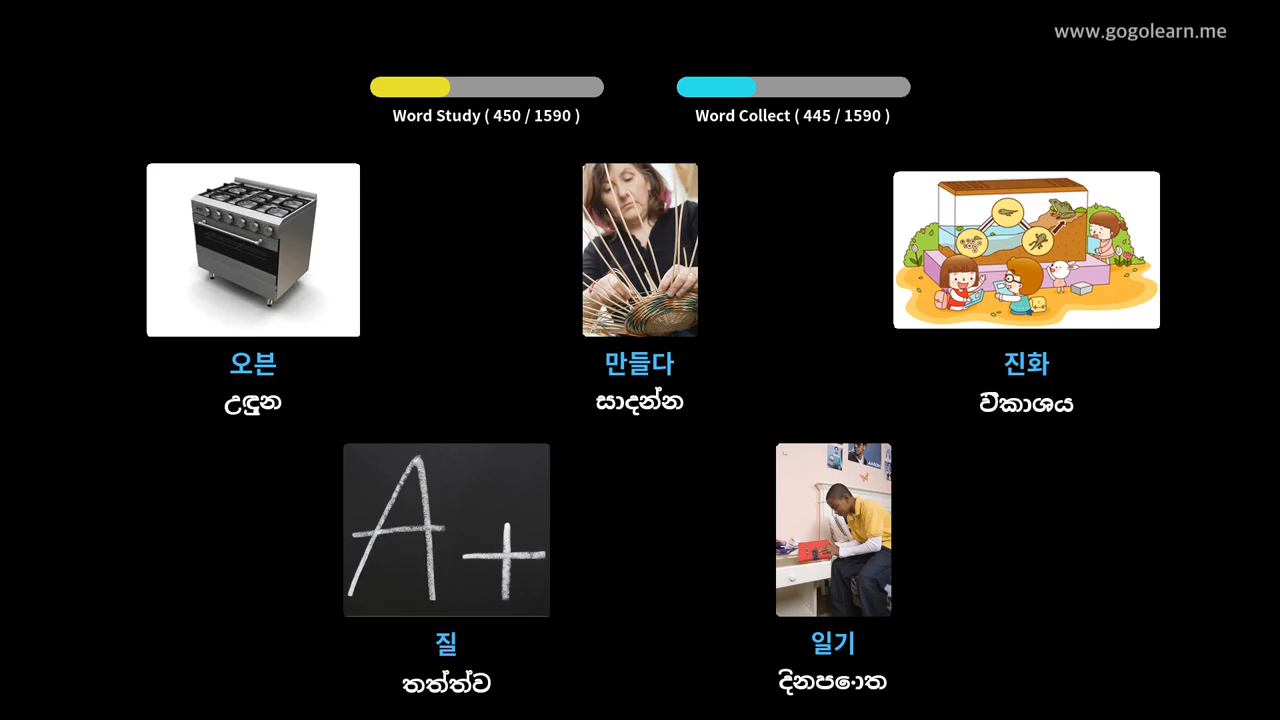 www.gogolearn.me
Word Study ( 450 / 1590 )
Word Collect ( 445 / 1590 )
오븐
උඳුන
만들다
සාදන්න
진화
විකාශය
A+
질
තත්ත්ව
일기
දිනපොත